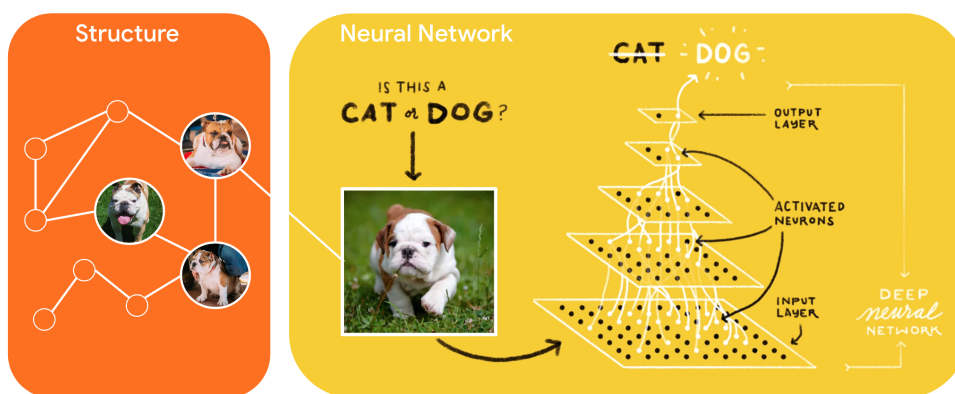 Structure
Neural Network
IS THIS A
CAT or DOG?
CAT DOG
OUTPUT
LAYER
ACTIVATED
NEURONS
INPUT
LAYER
DEEP
neural
NETWORK